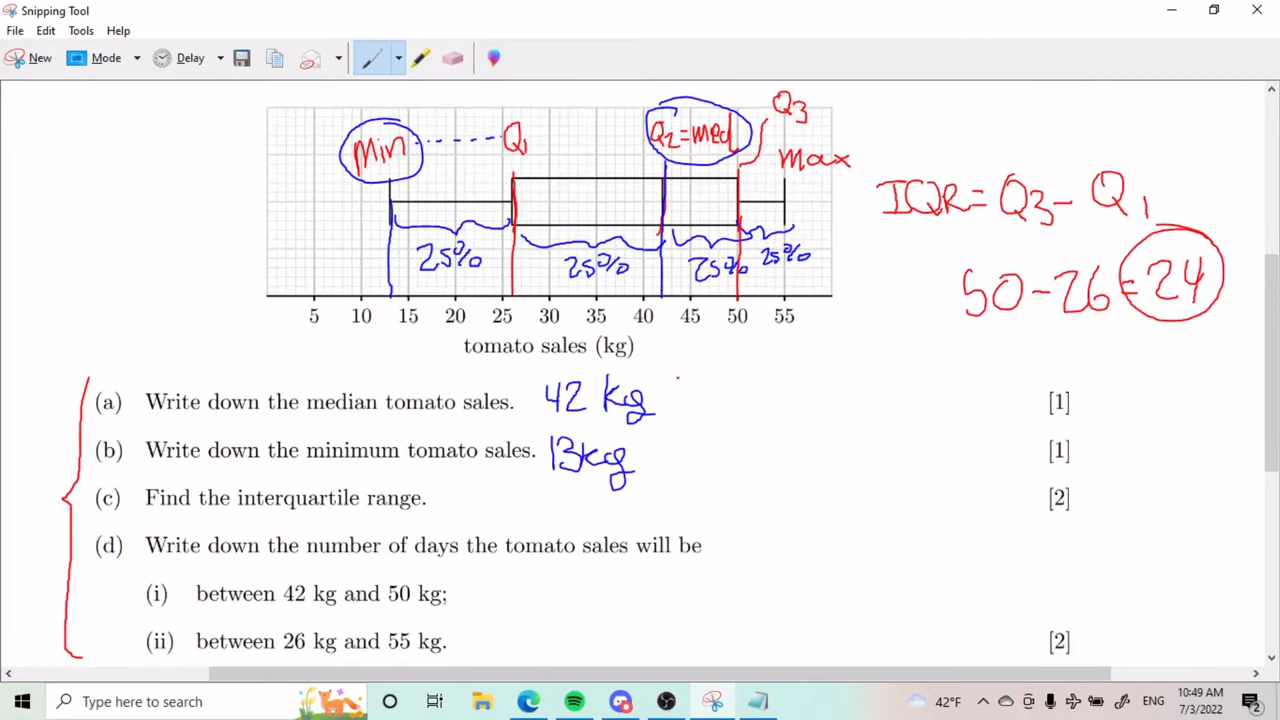 Snipping Tool
File Edit Tools Help
New Mode Delay
Min Q1 Q2=med Q3
max
25% 25% 25% 25%
5 10 15 20 25 30 35 40 45 50 55
tomato sales (kg)
IQR = Q3 - Q1
50 - 26 = 24
(a) Write down the median tomato sales. 42 kg [1]
(b) Write down the minimum tomato sales. 13kg [1]
(c) Find the interquartile range. [2]
(d) Write down the number of days the tomato sales will be
(i) between 42 kg and 50 kg;
(ii) between 26 kg and 55 kg. [2]
Type here to search 42°F ENG 10:49 AM
7/3/2022 2